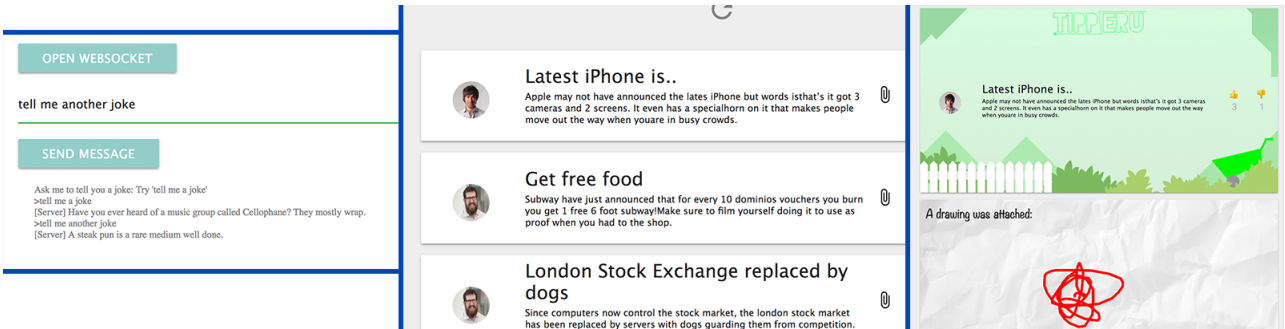 OPEN WEBSOCKET
tell me another joke
SEND MESSAGE
Ask me to tell you a joke: Try 'tell me a joke'
>tell me a joke
[Server] Have you ever heard of a music group called Cellophane? They mostly wrap.
>tell me another joke
[Server] A steak pun is a rare medium well done.
Latest iPhone is..
Apple may not have announced the lates iPhone but words isthat's it got 3
cameras and 2 screens. It even has a specialhorn on it that makes people
move out the way when youare in busy crowds.
Get free food
Subway have just announced that for every 10 dominios vouchers you burn
you get 1 free 6 foot subway!Make sure to film yourself doing it to use as
proof when you had to the shop.
London Stock Exchange replaced by
dogs
Since computers now control the stock market, the london stock market
has been replaced by servers with dogs guarding them from competition.
TIPPERU
Latest iPhone is..
Apple may not have announced the lates iPhone but words isthat's it got 3 cameras
and 2 screens. It even has a specialhorn on it that makes people move out the way
when youare in busy crowds.
3 1
A drawing was attached: